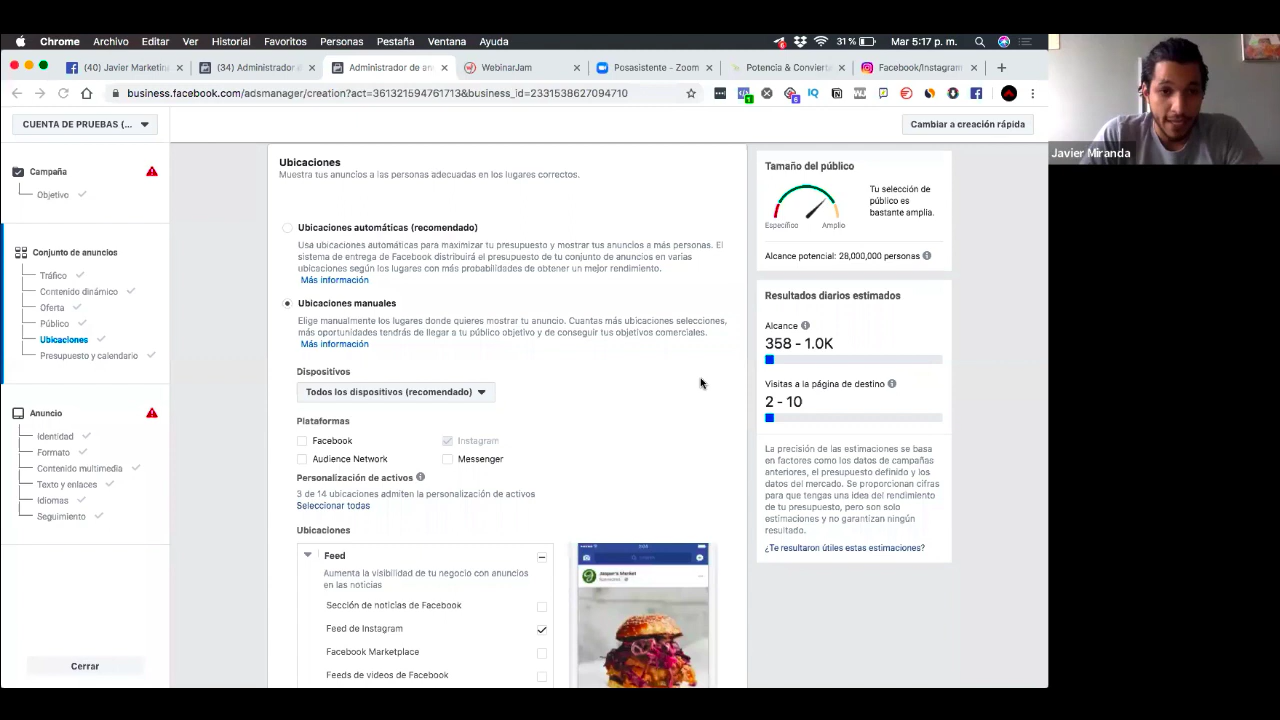 Chrome Archivo Editar Ver Historial Favoritos Personas Pestaña Ventana Ayuda
6 31 % Mar 5:17 p. m.
(40) Javier Marketin
(34) Administrador d
Administrador de an
WebinarJam
Posasistente - Zoom
Potencia & Convierta
Facebook/Instagram
business.facebook.com/adsmanager/creation?act=361321594761713&business_id=2331538627094710
CUENTA DE PRUEBAS (...
Cambiar a creación rápida
Campaña
Objetivo
Conjunto de anuncios
Tráfico
Contenido dinámico
Oferta
Público
Ubicaciones
Presupuesto y calendario
Anuncio
Identidad
Formato
Contenido multimedia
Texto y enlaces
Idiomas
Seguimiento
Cerrar
Ubicaciones
Muestra tus anuncios a las personas adecuadas en los lugares correctos.
Ubicaciones automáticas (recomendado)
Usa ubicaciones automáticas para maximizar tu presupuesto y mostrar tus anuncios a más personas. El
sistema de entrega de Facebook distribuirá el presupuesto de tu conjunto de anuncios en varias
ubicaciones según los lugares con más probabilidades de obtener un mejor rendimiento.
Más información
Ubicaciones manuales
Elige manualmente los lugares donde quieres mostrar tu anuncio. Cuantas más ubicaciones selecciones,
más oportunidades tendrás de llegar a tu público objetivo y de conseguir tus objetivos comerciales.
Más información
Dispositivos
Todos los dispositivos (recomendado)
Plataformas
Facebook
Instagram
Audience Network
Messenger
Personalización de activos
3 de 14 ubicaciones admiten la personalización de activos
Seleccionar todas
Ubicaciones
Feed
Aumenta la visibilidad de tu negocio con anuncios
en las noticias
Sección de noticias de Facebook
Feed de Instagram
Facebook Marketplace
Feeds de videos de Facebook
Jasper's Market
Tamaño del público
Tu selección de
público es
bastante amplia.
Específico
Amplio
Alcance potencial: 28,000,000 personas
Resultados diarios estimados
Alcance
358 - 1.0K
Visitas a la página de destino
2 - 10
La precisión de las estimaciones se basa
en factores como los datos de campañas
anteriores, el presupuesto definido y los
datos del mercado. Se proporcionan cifras
para que tengas una idea del rendimiento
de tu presupuesto, pero son solo
estimaciones y no garantizan ningún
resultado.
¿Te resultaron útiles estas estimaciones?
Javier Miranda